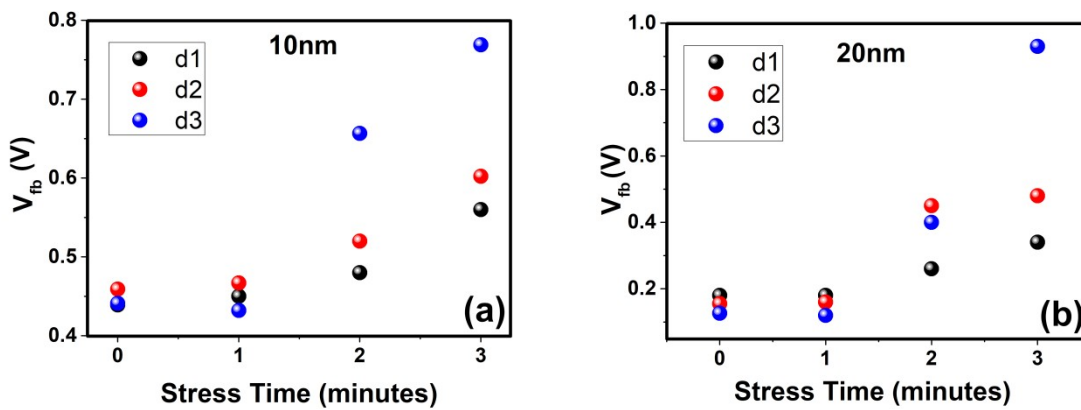 0.8
0.7
0.6
0.5
0.4
V_fb (V)
10nm
d1
d2
d3
(a)
0
1
2
3
Stress Time (minutes)
1.0
0.8
0.6
0.4
0.2
V_fb (V)
20nm
d1
d2
d3
(b)
0
1
2
3
Stress Time (minutes)